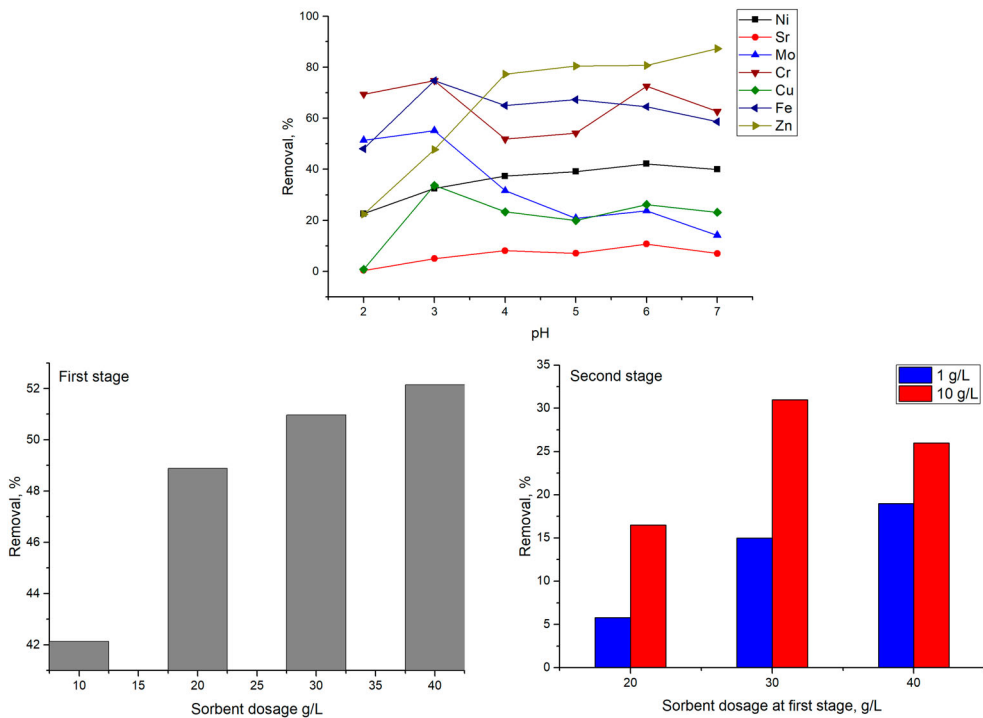 100
80
60
40
20
0
Removal, %
2 3 4 5 6 7
pH
Ni
Sr
Mo
Cr
Cu
Fe
Zn
First stage
52
50
48
46
44
42
Removal, %
10 15 20 25 30 35 40
Sorbent dosage g/L
Second stage
1 g/L
10 g/L
35
30
25
20
15
10
5
0
Removal, %
20 30 40
Sorbent dosage at first stage, g/L